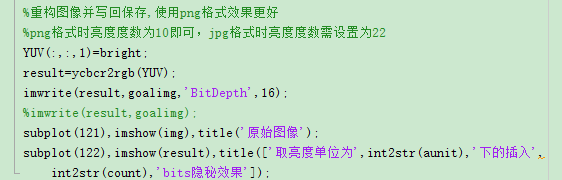 %重构图像并写回保存,使用png格式效果更好
%png格式时亮度度数为10即可，jpg格式时亮度度数需设置为22
YUV(:,:,1)=bright;
result=ycbcr2rgb(YUV);
imwrite(result,goalimg,'BitDepth',16);
%imwrite(result,goalimg);
subplot(121),imshow(img),title('原始图像');
subplot(122),imshow(result),title(['取亮度单位为',int2str(aunit),'下的插入',
int2str(count),'bits隐秘效果']);